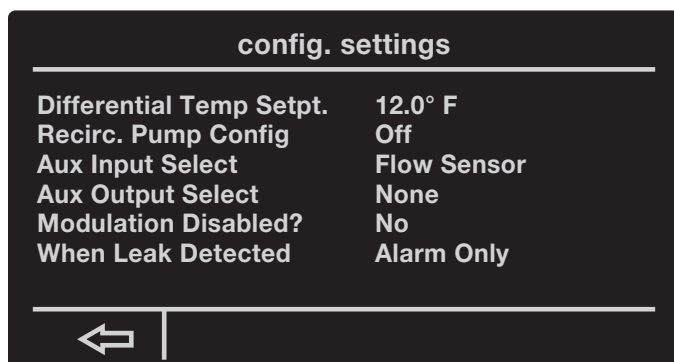 config. settings
Differential Temp Setpt. 12.0° F
Recirc. Pump Config Off
Aux Input Select Flow Sensor
Aux Output Select None
Modulation Disabled? No
When Leak Detected Alarm Only